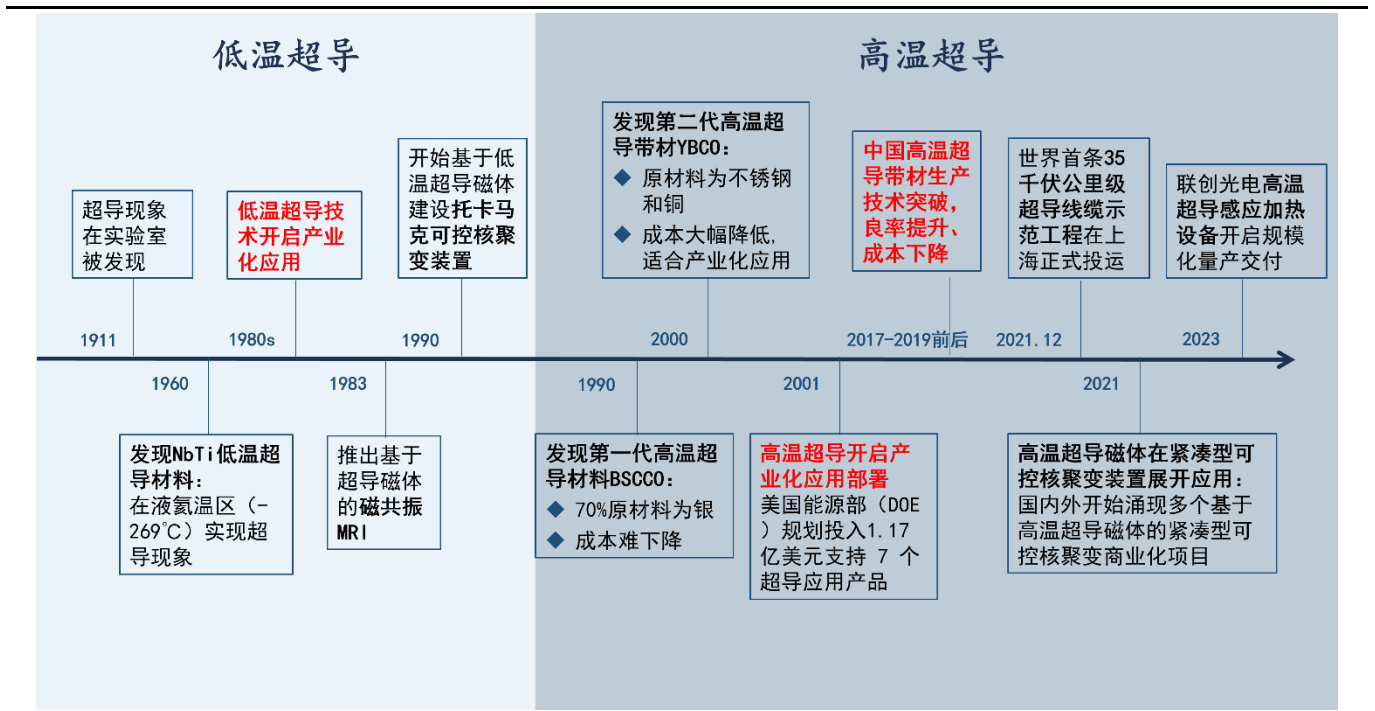 低温超导
高温超导
超导现象
在实验室
被发现
低温超导技
术开启产业
化应用
开始基于低
温超导磁体
建设托卡马
克可控核聚
变装置
发现第二代高温超
导带材YBCO：
◆ 原材料为不锈钢
和铜
◆ 成本大幅降低，
适合产业化应用
中国高温超
导带材生产
技术突破，
良率提升、
成本下降
世界首条35
千伏公里级
超导线缆示
范工程在上
海正式投运
联创光电高温
超导感应加热
设备开启规模
化量产交付
1911
1980s
1990
2000
2017-2019前后
2021.12
2023
1960
1983
1990
2001
2021
发现NbTi低温超
导材料：
在液氦温区（-
269℃）实现超
导现象
推出基于
超导磁体
的磁共振
MRI
发现第一代高温超
导材料BSCCO：
◆ 70%原材料为银
◆ 成本难下降
高温超导开启产
业化应用部署
美国能源部（DOE
）规划投入1.17
亿美元支持 7 个
超导应用产品
高温超导磁体在紧凑型可
控核聚变装置展开应用：
国内外开始涌现多个基于
高温超导磁体的紧凑型可
控核聚变商业化项目